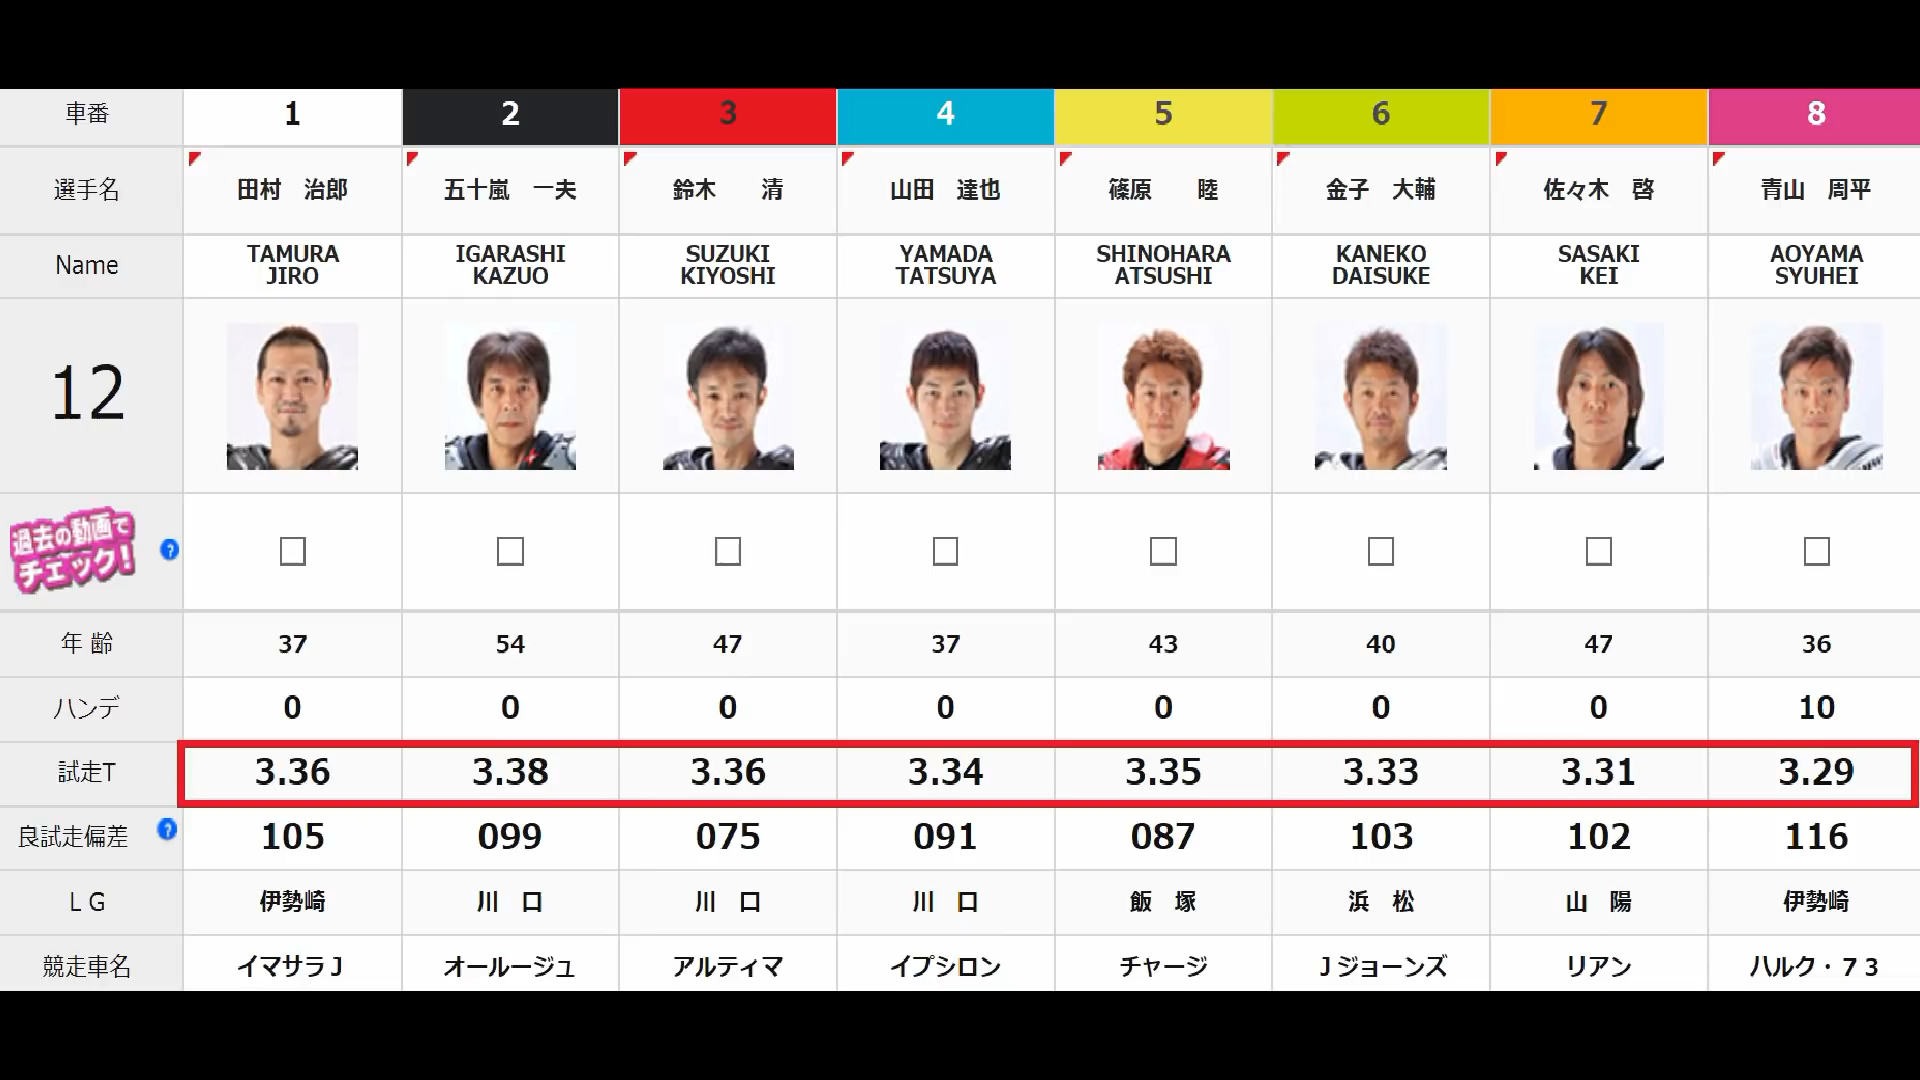 車番 1 2 3 4 5 6 7 8
選手名 田村 治郎 五十嵐 一夫 鈴木 清 山田 達也 篠原 睦 金子 大輔 佐々木 啓 青山 周平
Name TAMURA JIRO IGARASHI KAZUO SUZUKI KIYOSHI YAMADA TATSUYA SHINOHARA ATSUSHI KANEKO DAISUKE SASAKI KEI AOYAMA SYUHEI
12
過去の動画で
チェック! ?
年齢 37 54 47 37 43 40 47 36
ハンデ 0 0 0 0 0 0 0 10
試走T 3.36 3.38 3.36 3.34 3.35 3.33 3.31 3.29
良試走偏差 ? 105 099 075 091 087 103 102 116
LG 伊勢崎 川口 川口 川口 飯塚 浜松 山陽 伊勢崎
競走車名 イマサラJ オールージュ アルティマ イプシロン チャージ Jジョーンズ リアン ハルク・73